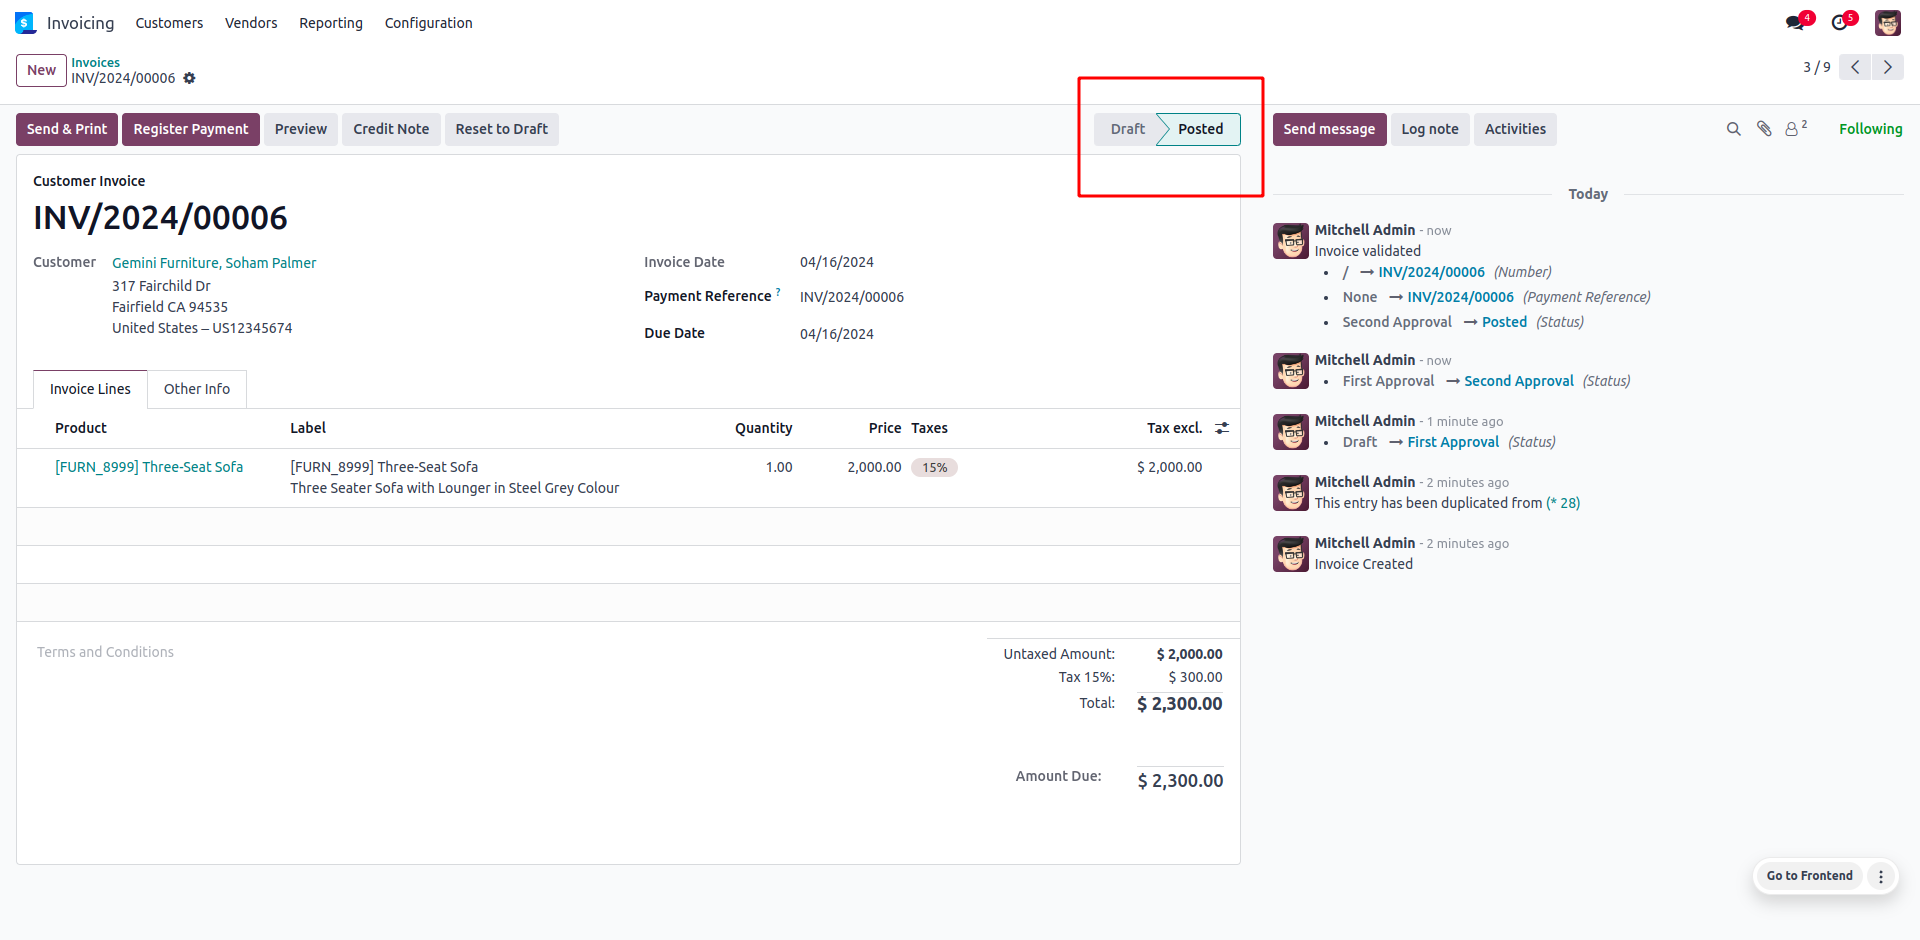 Invoicing Customers Vendors Reporting Configuration 4 5
New Invoices
INV/2024/00006
3 / 9
Send & Print Register Payment Preview Credit Note Reset to Draft Draft Posted Send message Log note Activities 2 Following
Customer Invoice
INV/2024/00006
Customer Gemini Furniture, Soham Palmer
317 Fairchild Dr
Fairfield CA 94535
United States – US12345674
Invoice Date 04/16/2024
Payment Reference ? INV/2024/00006
Due Date 04/16/2024
Invoice Lines Other Info
Product Label Quantity Price Taxes Tax excl.
[FURN_8999] Three-Seat Sofa [FURN_8999] Three-Seat Sofa 1.00 2,000.00 15% $ 2,000.00
Three Seater Sofa with Lounger in Steel Grey Colour
Terms and Conditions
Untaxed Amount: $ 2,000.00
Tax 15%: $ 300.00
Total: $ 2,300.00
Amount Due: $ 2,300.00
Today
Mitchell Admin - now
Invoice validated
• / → INV/2024/00006 (Number)
• None → INV/2024/00006 (Payment Reference)
• Second Approval → Posted (Status)
Mitchell Admin - now
• First Approval → Second Approval (Status)
Mitchell Admin - 1 minute ago
• Draft → First Approval (Status)
Mitchell Admin - 2 minutes ago
This entry has been duplicated from (* 28)
Mitchell Admin - 2 minutes ago
Invoice Created
Go to Frontend